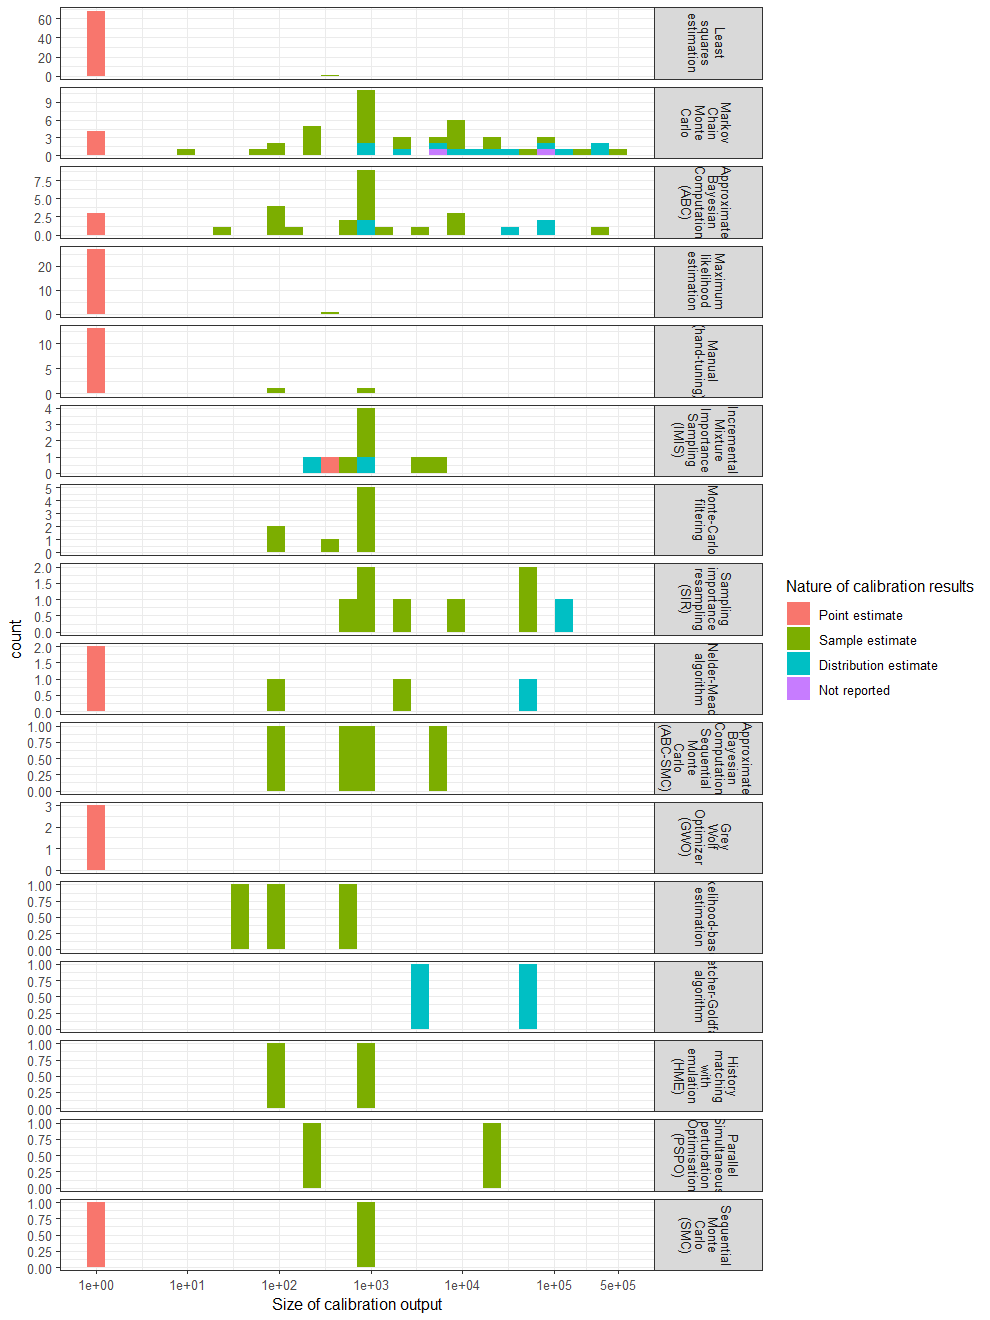 60
40
20
0
Least
squares
estimation
9
6
3
0
Markov
Chain
Monte
Carlo
7.5
5.0
2.5
0.0
Approximate
Bayesian
Computation
(ABC)
20
10
0
Maximum
likelihood
estimation
10
5
0
Manual
(hand-tuning)
4
3
2
1
0
Incremental
Mixture
Importance
Sampling
(IMIS)
5
4
3
2
1
0
Monte-Carlo
filtering
2.0
1.5
1.0
0.5
0.0
Sampling
importance
resampling
(SIR)
2.0
1.5
1.0
0.5
0.0
Nelder-Mead
algorithm
1.00
0.75
0.50
0.25
0.00
Approximate
Bayesian
Computation
Sequential
Monte
Carlo
(ABC-SMC)
3
2
1
0
Grey
Wolf
Optimizer
(GWO)
1.00
0.75
0.50
0.25
0.00
kelihood-bas
estimation
1.00
0.75
0.50
0.25
0.00
etcher-Goldfa
algorithm
1.00
0.75
0.50
0.25
0.00
History
matching
with
emulation
(HME)
1.00
0.75
0.50
0.25
0.00
Parallel
Simultaneous
perturbation
Optimisation
(PSPO)
1.00
0.75
0.50
0.25
0.00
Sequential
Monte
Carlo
(SMC)
1e+00
1e+01
1e+02
1e+03
1e+04
1e+05
5e+05
Size of calibration output
count
Nature of calibration results
Point estimate
Sample estimate
Distribution estimate
Not reported